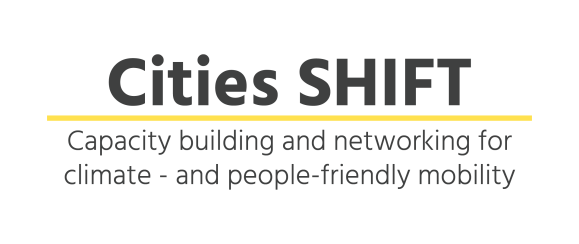 Cities SHIFT
Capacity building and networking for
climate - and people-friendly mobility